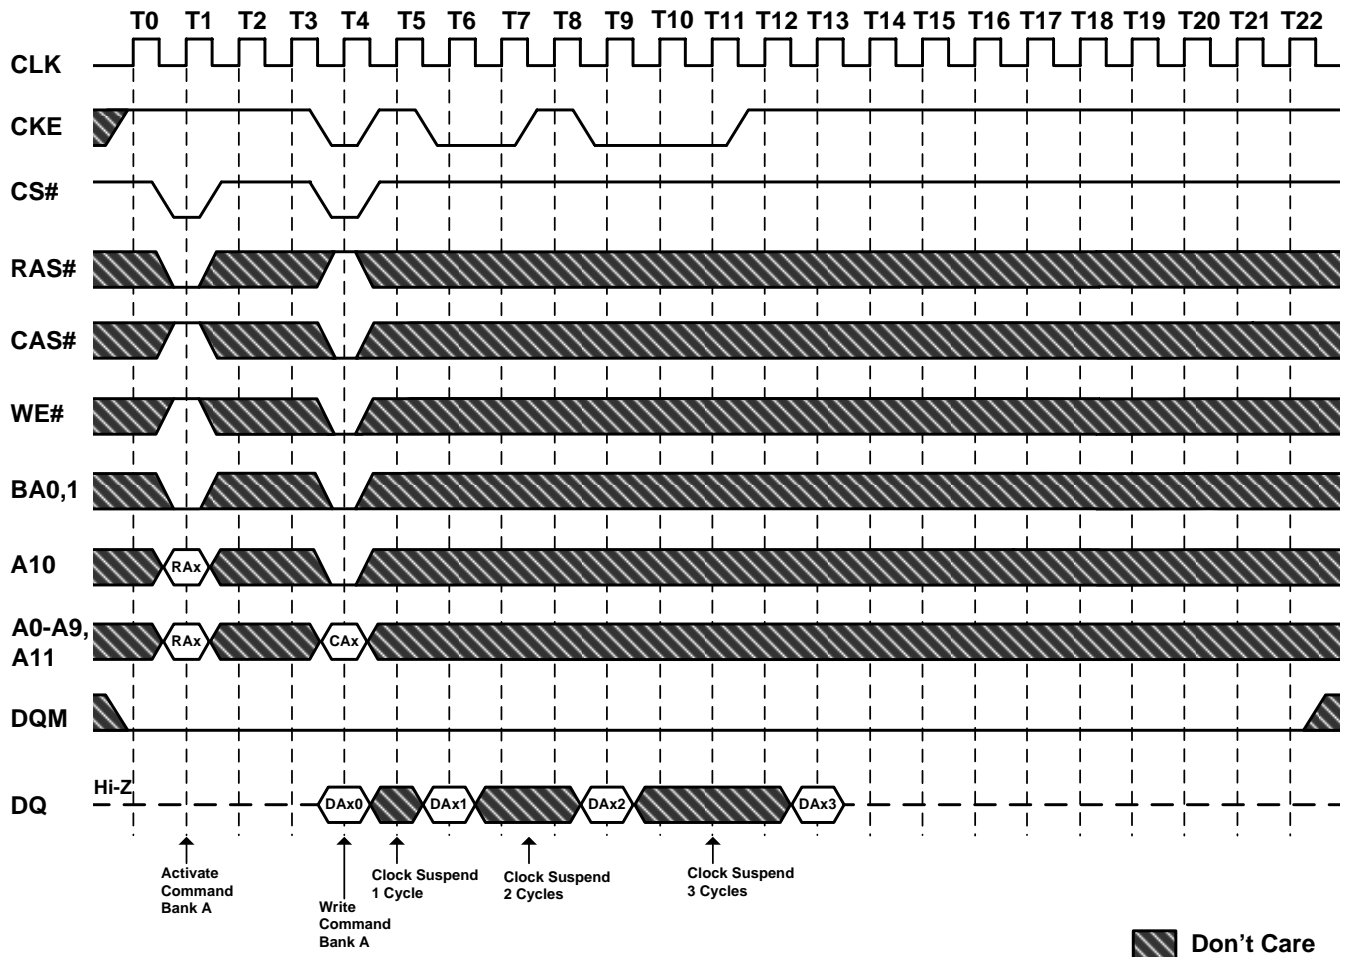 T0 T1 T2 T3 T4 T5 T6 T7 T8 T9 T10 T11 T12 T13 T14 T15 T16 T17 T18 T19 T20 T21 T22
CLK
CKE
CS#
RAS#
CAS#
WE#
BA0,1
A10
RAx
A0-A9,
A11
RAx
CAx
DQM
DQ
Hi-Z
DAx0
DAx1
DAx2
DAx3
Activate
Command
Bank A
Write
Command
Bank A
Clock Suspend
1 Cycle
Clock Suspend
2 Cycles
Clock Suspend
3 Cycles
Don't Care